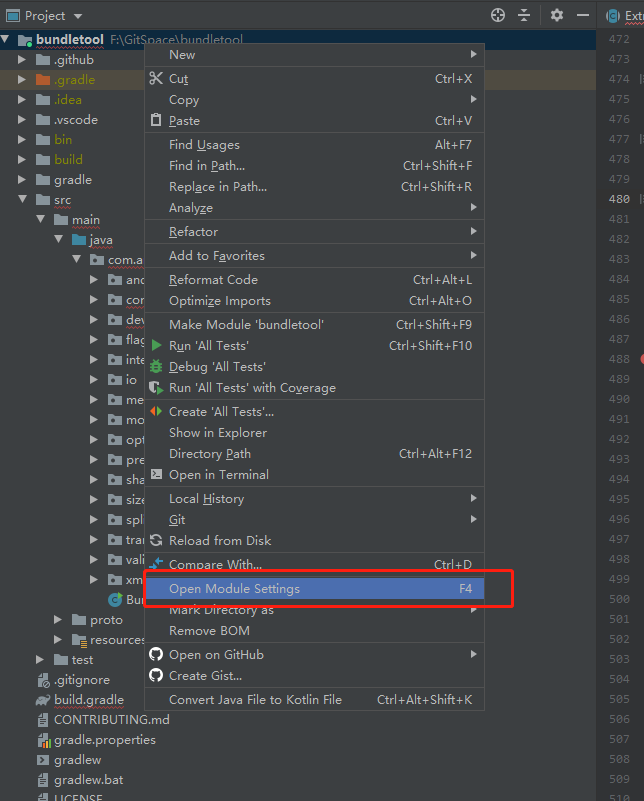 Project
Extr
bundletool F:\GitSpace\bundletool
.github
.gradle
.idea
.vscode
bin
build
gradle
src
main
java
com.a
and
con
dev
flag
inte
io
me
mo
opt
pre
sha
size
spl
tran
vali
xm
Bun
proto
resources
test
.gitignore
build.gradle
CONTRIBUTING.md
gradle.properties
gradlew
gradlew.bat
LICENSE
New
Cut Ctrl+X
Copy
Paste Ctrl+V
Find Usages Alt+F7
Find in Path... Ctrl+Shift+F
Replace in Path... Ctrl+Shift+R
Analyze
Refactor
Add to Favorites
Reformat Code Ctrl+Alt+L
Optimize Imports Ctrl+Alt+O
Make Module 'bundletool' Ctrl+Shift+F9
Run 'All Tests' Ctrl+Shift+F10
Debug 'All Tests'
Run 'All Tests' with Coverage
Create 'All Tests'...
Show in Explorer
Directory Path Ctrl+Alt+F12
Open in Terminal
Local History
Git
Reload from Disk
Compare With... Ctrl+D
Open Module Settings F4
Mark Directory as
Remove BOM
Open on GitHub
Create Gist...
Convert Java File to Kotlin File Ctrl+Alt+Shift+K
472
473
474
476
477
479
480
482
483
484
485
486
487
488
489
490
491
492
493
494
495
496
497
498
499
500
501
502
503
504
505
506
507
508
509
510